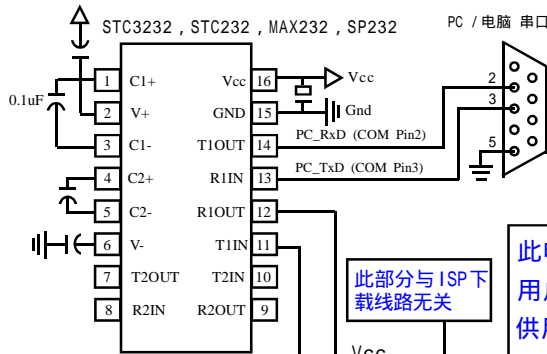 STC3232 , STC232 , MAX232 , SP232
PC / 电脑 串口
1 C1+ Vcc 16 Vcc
0.1uF
2 V+ GND 15 Gnd
3 C1- T1OUT 14 PC_RxD (COM Pin2)
4 C2+ R1IN 13 PC_TxD (COM Pin3)
5 C2- R1OUT 12
6 V- T1IN 11
7 T2OUT T2IN 10
8 R2IN R2OUT 9
2
3
5
此部分与ISP下
载线路无关
用
供
Vcc